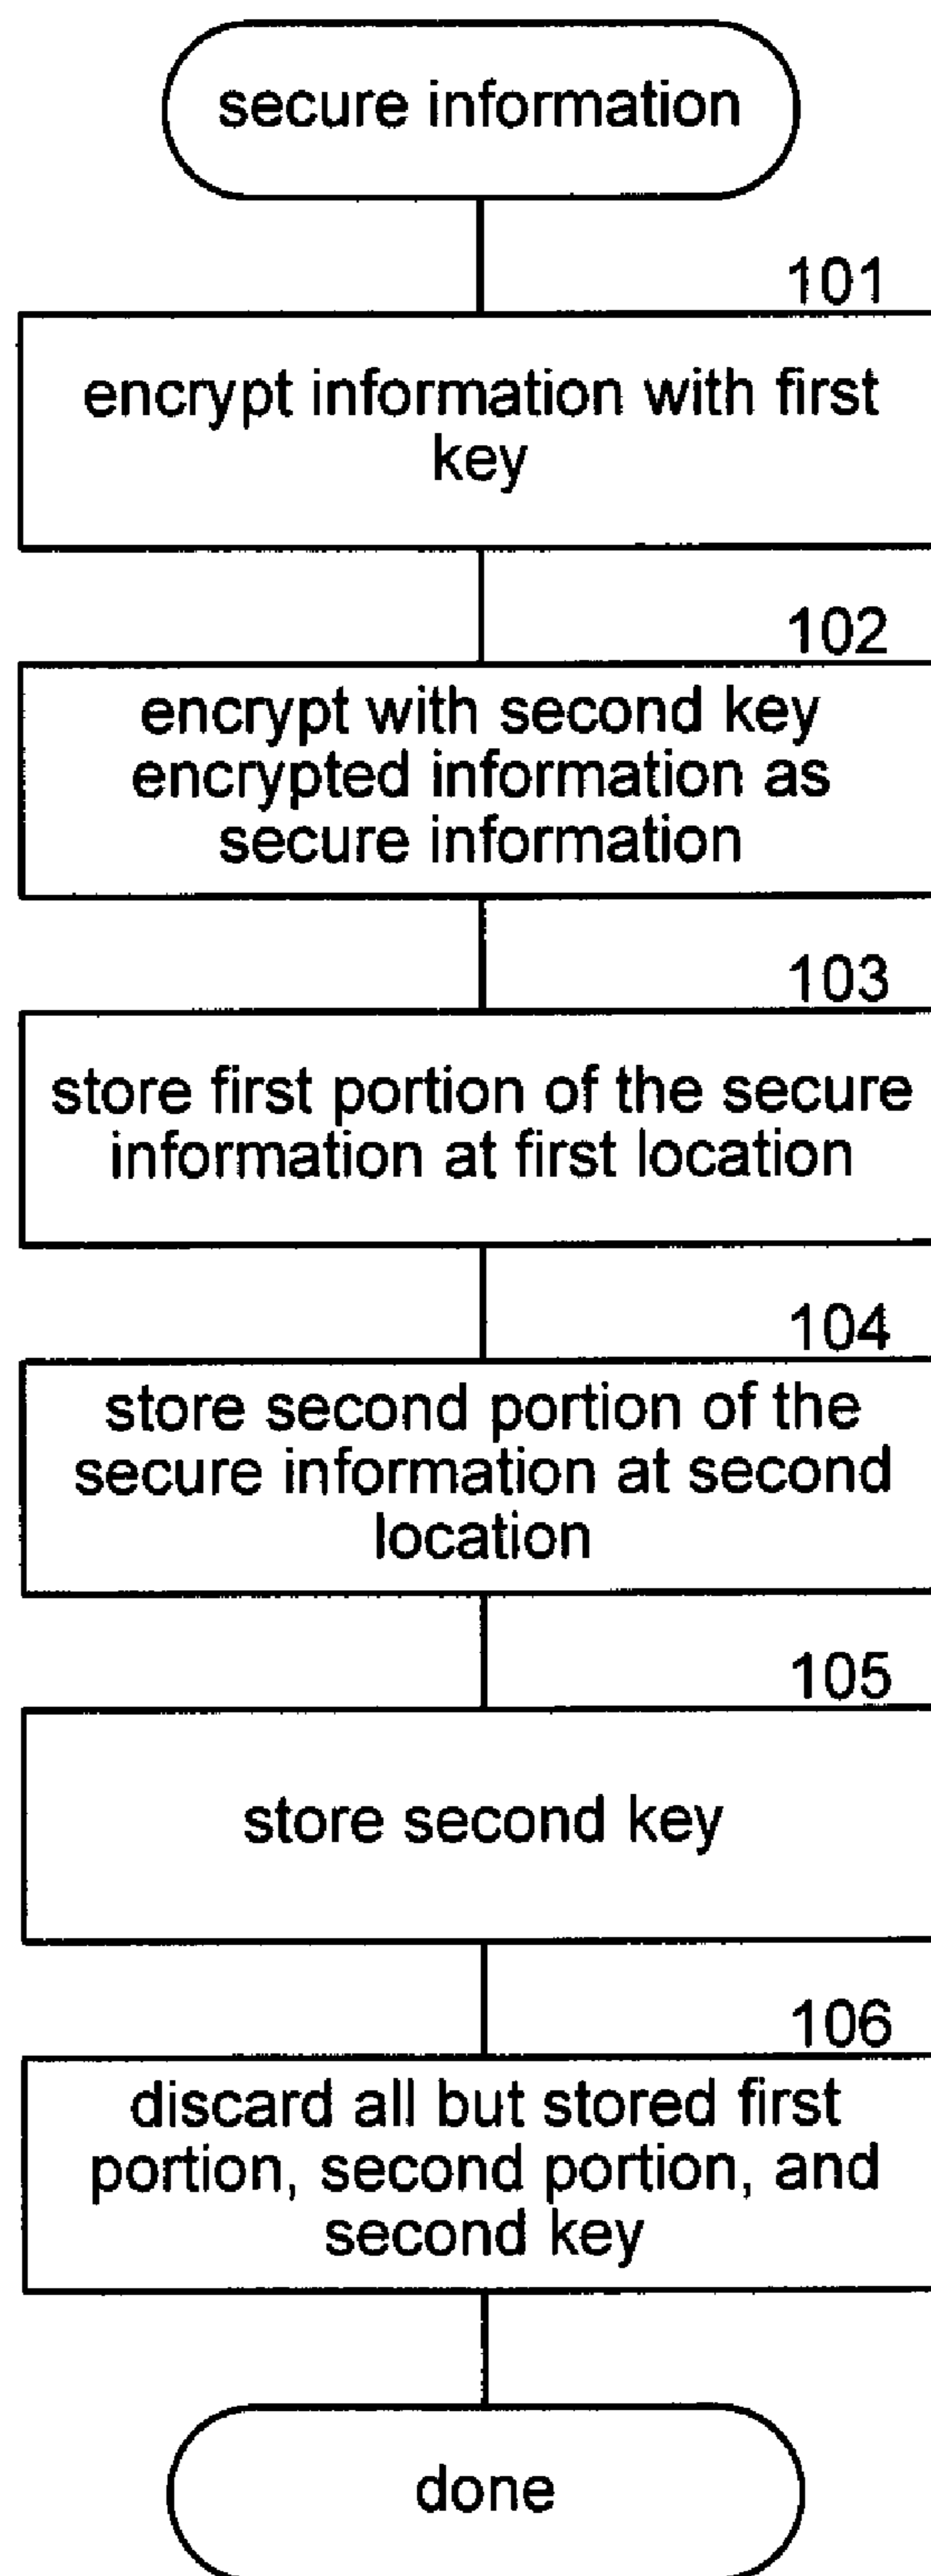 secure information
101
encrypt information with first
key
102
encrypt with second key
encrypted information as
secure information
103
store first portion of the secure
information at first location
104
store second portion of the
secure information at second
location
105
store second key
106
discard all but stored first
portion, second portion, and
second key
done